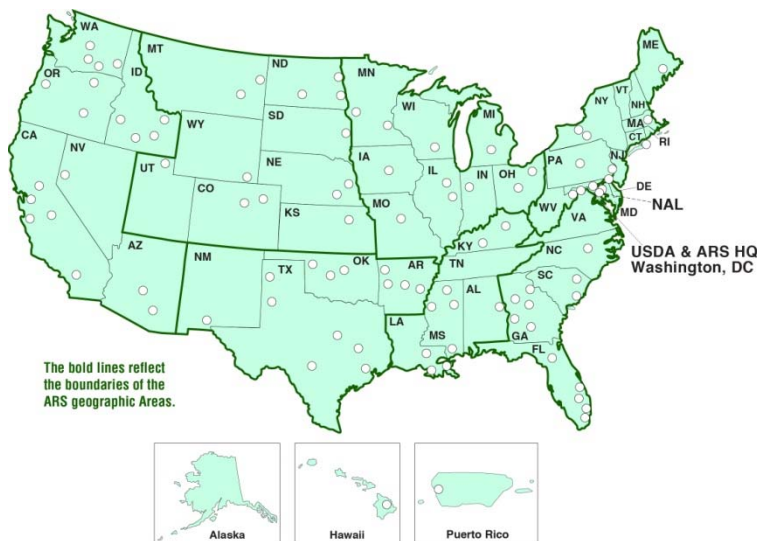 WA
MT
ND
ME
OR
ID
MN
VT
NY
NH
WI
SD
MI
MA
WY
CT
RI
CA
IA
PA
NJ
NV
UT
NE
IL
IN
OH
DE
CO
WV
NAL
MO
VA
MD
KS
KY
USDA & ARS HQ
Washington, DC
AZ
NC
NM
OK
AR
TN
TX
SC
AL
LA
MS
GA
FL
The bold lines reflect
the boundaries of the
ARS geographic Areas.
Alaska
Hawaii
Puerto Rico